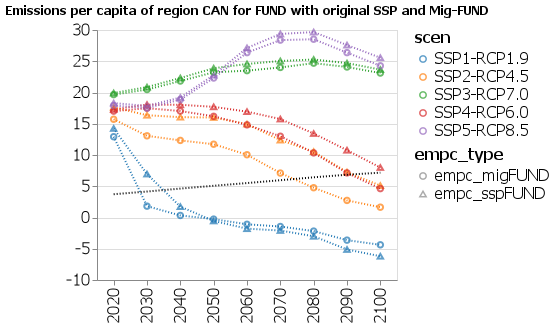 Emissions per capita of region CAN for FUND with original SSP and Mig-FUND
30
25
20
15
10
5
0
-5
-10
2020
2030
2040
2050
2060
2070
2080
2090
2100
scen
SSP1-RCP1.9
SSP2-RCP4.5
SSP3-RCP7.0
SSP4-RCP6.0
SSP5-RCP8.5
empc_type
empc_migFUND
empc_sspFUND